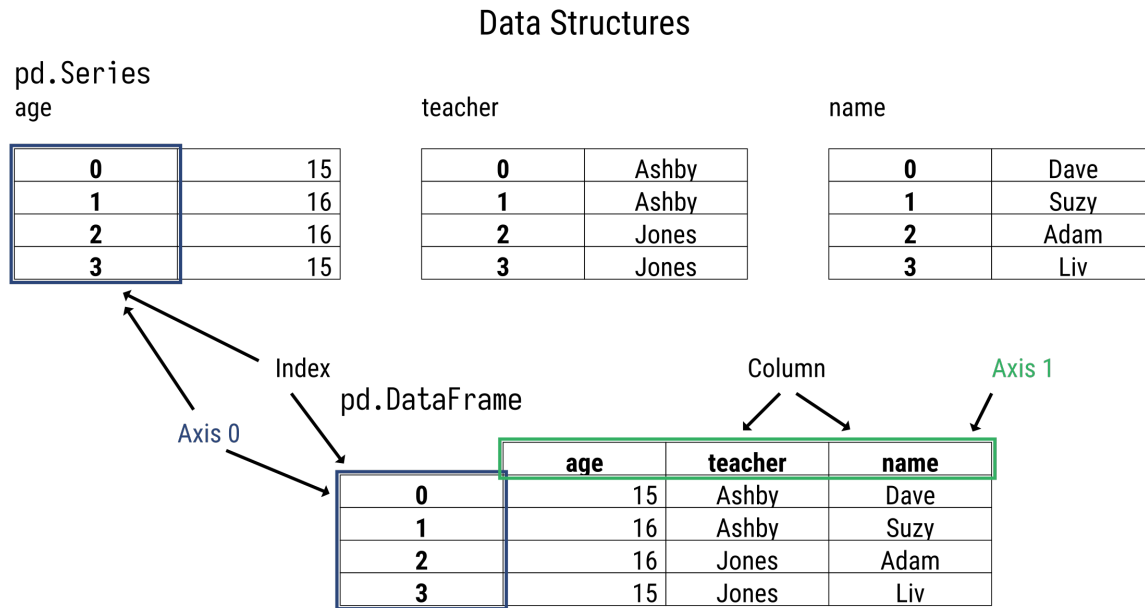 Data Structures
pd.Series
age teacher name
0 15 0 Ashby 0 Dave
1 16 1 Ashby 1 Suzy
2 16 2 Jones 2 Adam
3 15 3 Jones 3 Liv
Index Column Axis 1
pd.DataFrame
Axis 0
age teacher name
0 15 Ashby Dave
1 16 Ashby Suzy
2 16 Jones Adam
3 15 Jones Liv